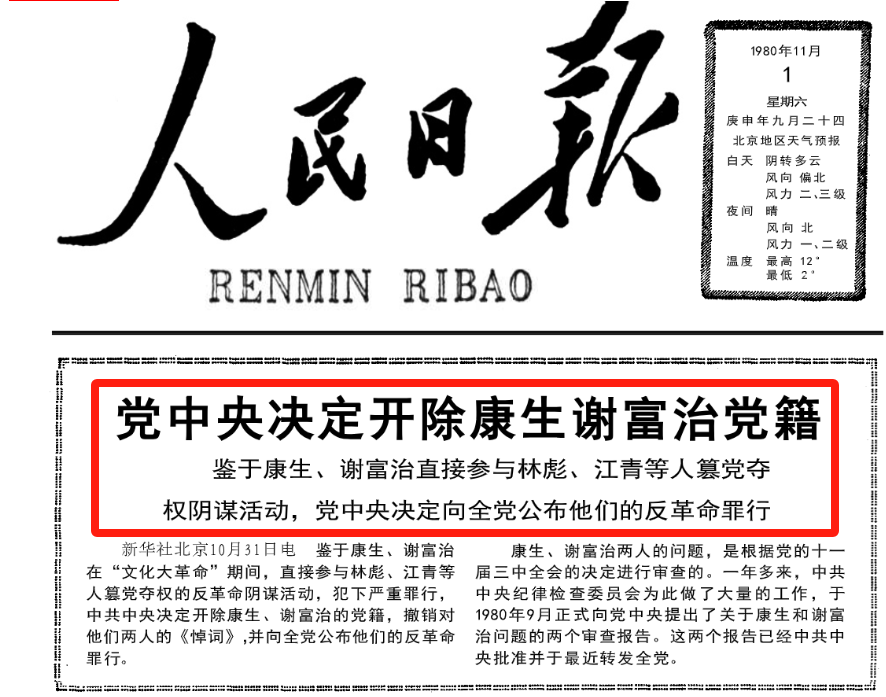 人民日报
RENMIN RIBAO
1980年11月
1
星期六
庚申年九月二十四
北京地区天气预报
白天 阴转多云
风向 偏北
风力 二、三级
夜间 晴
风向 北
风力 一、二级
温度 最高 12°
最低 2°
党中央决定开除康生谢富治党籍
鉴于康生、谢富治直接参与林彪、江青等人篡党夺
权阴谋活动，党中央决定向全党公布他们的反革命罪行
新华社北京10月31日电 鉴于康生、谢富治
在“文化大革命”期间，直接参与林彪、江青等
人篡党夺权的反革命阴谋活动，犯下严重罪行，
中共中央决定开除康生、谢富治的党籍，撤销对
他们两人的《悼词》,并向全党公布他们的反革命
罪行。
康生、谢富治两人的问题，是根据党的十一
届三中全会的决定进行审查的。一年多来，中共
中央纪律检查委员会为此做了大量的工作，于
1980年9月正式向党中央提出了关于康生和谢富
治问题的两个审查报告。这两个报告已经中共中
央批准并于最近转发全党。